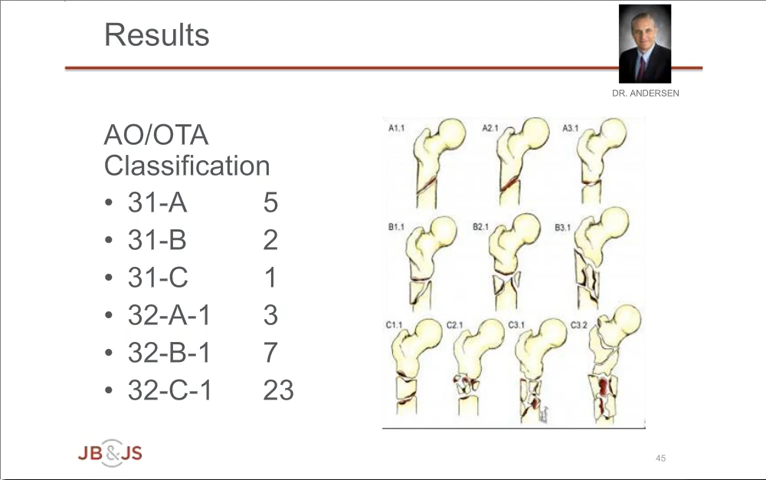 Results
DR. ANDERSEN
AO/OTA
Classification
• 31-A 5
• 31-B 2
• 31-C 1
• 32-A-1 3
• 32-B-1 7
• 32-C-1 23
A1.1 A2.1 A3.1
B1.1 B2.1 B3.1
C1.1 C2.1 C3.1 C3.2
JB&JS
45